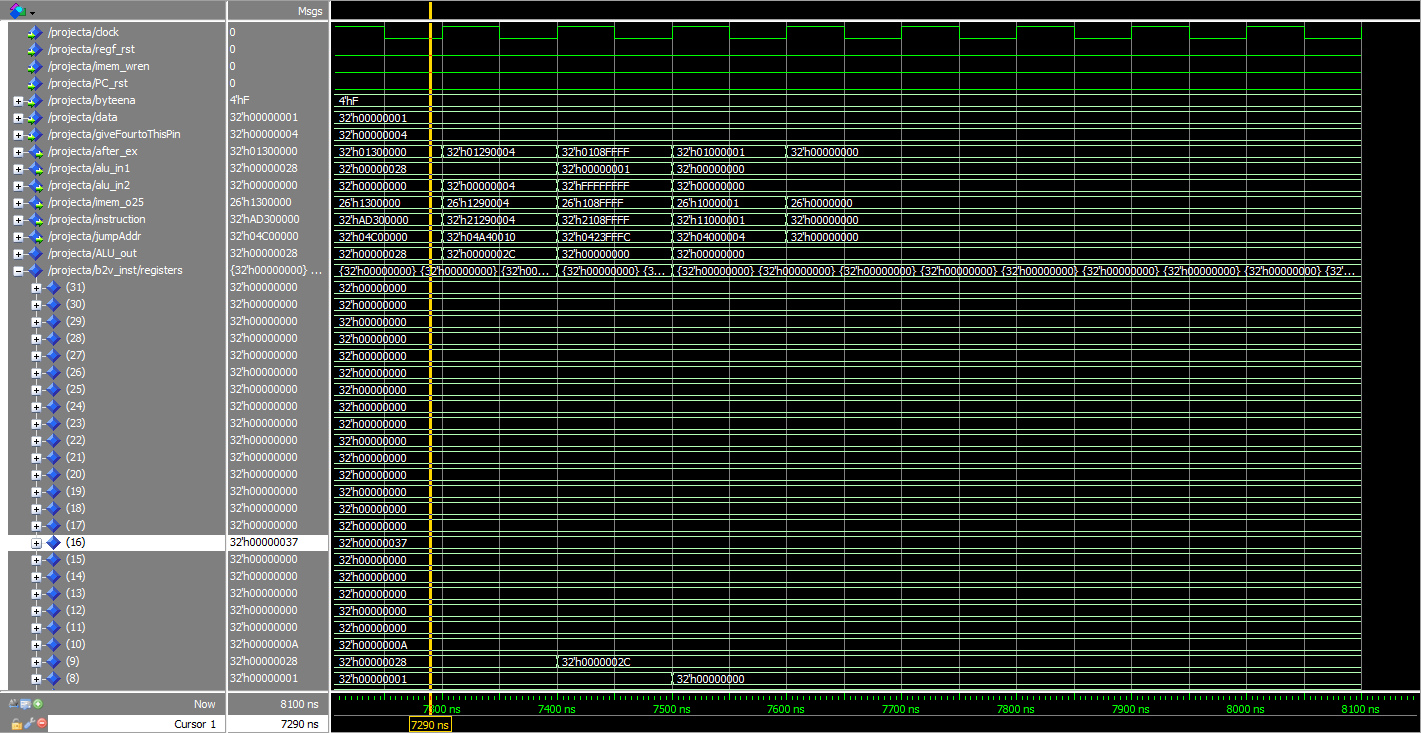 Msgs
/projecta/clock 0
/projecta/regf_rst 0
/projecta/imem_wren 0
/projecta/PC_rst 0
/projecta/byteena 4'hF 4'hF
/projecta/data 32'h00000001 32'h00000001
/projecta/giveFourtoThisPin 32'h00000004 32'h00000004
/projecta/after_ex 32'h01300000 32'h01300000 32'h01290004 32'h0108FFFF 32'h01000001 32'h00000000
/projecta/alu_in1 32'h00000028 32'h00000028 32'h00000001 32'h00000000
/projecta/alu_in2 32'h00000000 32'h00000000 32'h00000004 32'hFFFFFFFF 32'h00000000
/projecta/imem_o25 26'h1300000 26'h1300000 26'h1290004 26'h108FFFF 26'h1000001 26'h0000000
/projecta/instruction 32'hAD300000 32'hAD300000 32'h21290004 32'h2108FFFF 32'h11000001 32'h00000000
/projecta/jumpAddr 32'h04C00000 32'h04C00000 32'h04A40010 32'h0423FFFC 32'h04000004 32'h00000000
/projecta/ALU_out 32'h00000028 32'h00000028 32'h0000002C 32'h00000000 32'h00000000
/projecta/b2v_inst/registers {32'h00000000} ... {32'h00000000} {32'h00000000} {32'h00... {32'h00000000} {3... {32'h00000000} {32'h00000000} {32'h00000000} {32'h00000000} {32'h00000000} {32'h00000000} {32'h00000000} {32'h00000000} {32'...
(31) 32'h00000000 32'h00000000
(30) 32'h00000000 32'h00000000
(29) 32'h00000000 32'h00000000
(28) 32'h00000000 32'h00000000
(27) 32'h00000000 32'h00000000
(26) 32'h00000000 32'h00000000
(25) 32'h00000000 32'h00000000
(24) 32'h00000000 32'h00000000
(23) 32'h00000000 32'h00000000
(22) 32'h00000000 32'h00000000
(21) 32'h00000000 32'h00000000
(20) 32'h00000000 32'h00000000
(19) 32'h00000000 32'h00000000
(18) 32'h00000000 32'h00000000
(17) 32'h00000000 32'h00000000
(16) 32'h00000037 32'h00000037
(15) 32'h00000000 32'h00000000
(14) 32'h00000000 32'h00000000
(13) 32'h00000000 32'h00000000
(12) 32'h00000000 32'h00000000
(11) 32'h00000000 32'h00000000
(10) 32'h0000000A 32'h0000000A
(9) 32'h00000028 32'h00000028 32'h0000002C
(8) 32'h00000001 32'h00000001 32'h00000000
Now 8100 ns 7300 ns 7400 ns 7500 ns 7600 ns 7700 ns 7800 ns 7900 ns 8000 ns 8100 ns
Cursor 1 7290 ns 7290 ns